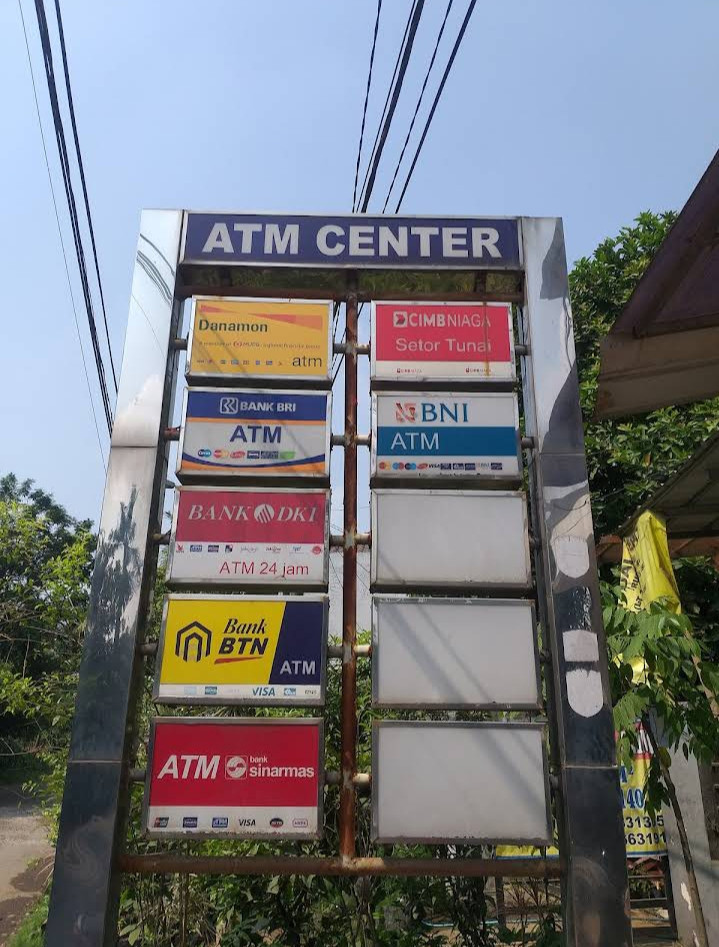 ATM CENTER
Danamon
atm
BANK BRI
ATM
BANK DKI
ATM 24 jam
Bank
BTN
ATM
VISA
ATM bank
sinarmas
VISA
CIMB NIAGA
Setor Tunai
BNI
ATM
VISA